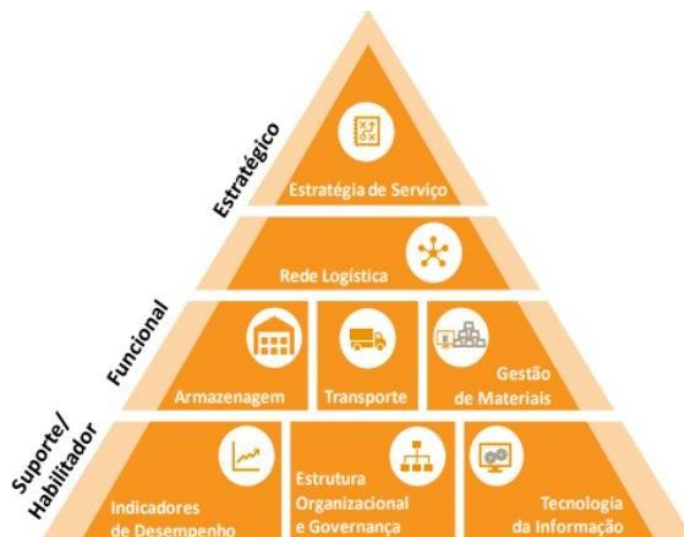 Estratégico
Estratégia de Serviço
Rede Logística
Funcional
Armazenagem
Transporte
Gestão
de Materiais
Suporte/
Habilitador
Indicadores
de Desempenho
Estrutura
Organizacional
e Governança
Tecnologia
da Informação